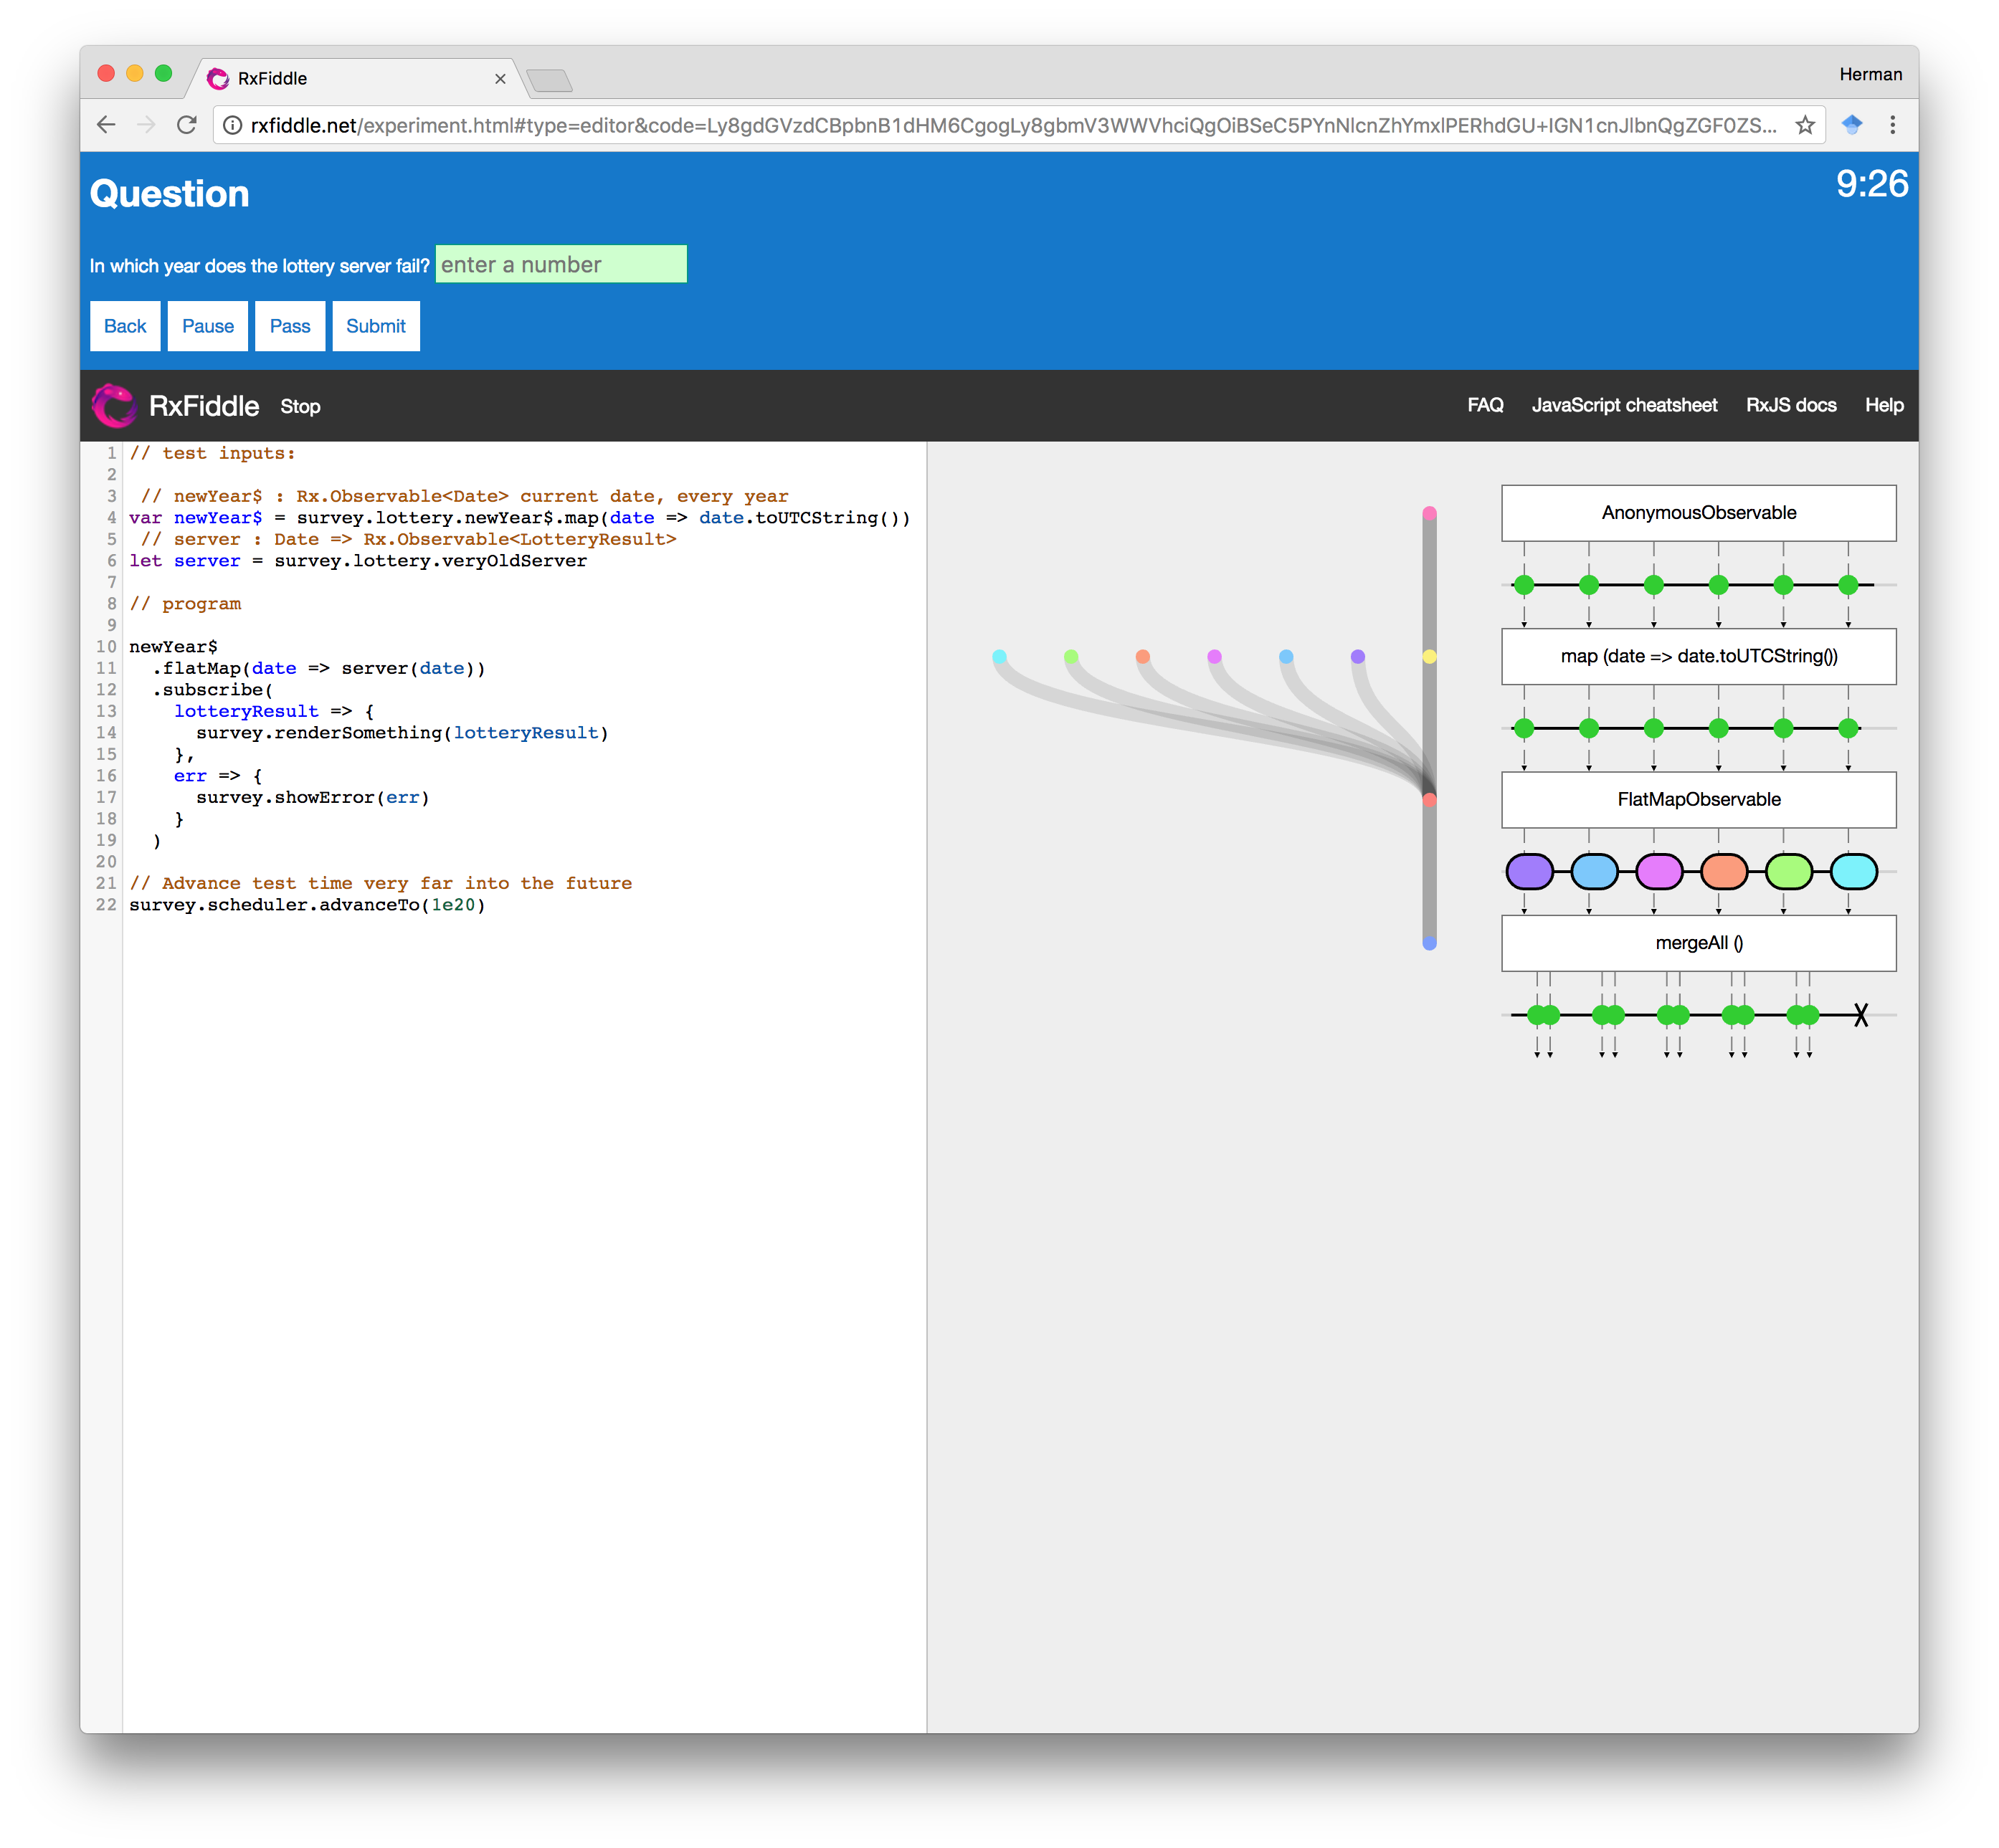 RxFiddle
Herman
rxfiddle.net/experiment.html#type=editor&code=Ly8gdGVzdCBpbnB1dHM6CgogLy8gbmV3WWVhciQgOiBSeC5PYnNlcnZhYmxlPERhdGU+IGN1cnJlbnQgZGF0ZS...
Question
9:26
In which year does the lottery server fail? enter a number
Back Pause Pass Submit
RxFiddle Stop FAQ JavaScript cheatsheet RxJS docs Help
1 // test inputs:
2
3 // newYear$ : Rx.Observable<Date> current date, every year
4 var newYear$ = survey.lottery.newYear$.map(date => date.toUTCString())
5 // server : Date => Rx.Observable<LotteryResult>
6 let server = survey.lottery.veryOldServer
7
8 // program
9
10 newYear$
11 .flatMap(date => server(date))
12 .subscribe(
13 lotteryResult => {
14 survey.renderSomething(lotteryResult)
15 },
16 err => {
17 survey.showError(err)
18 }
19 )
20
21 // Advance test time very far into the future
22 survey.scheduler.advanceTo(1e20)
AnonymousObservable
map (date => date.toUTCString())
FlatMapObservable
mergeAll ()